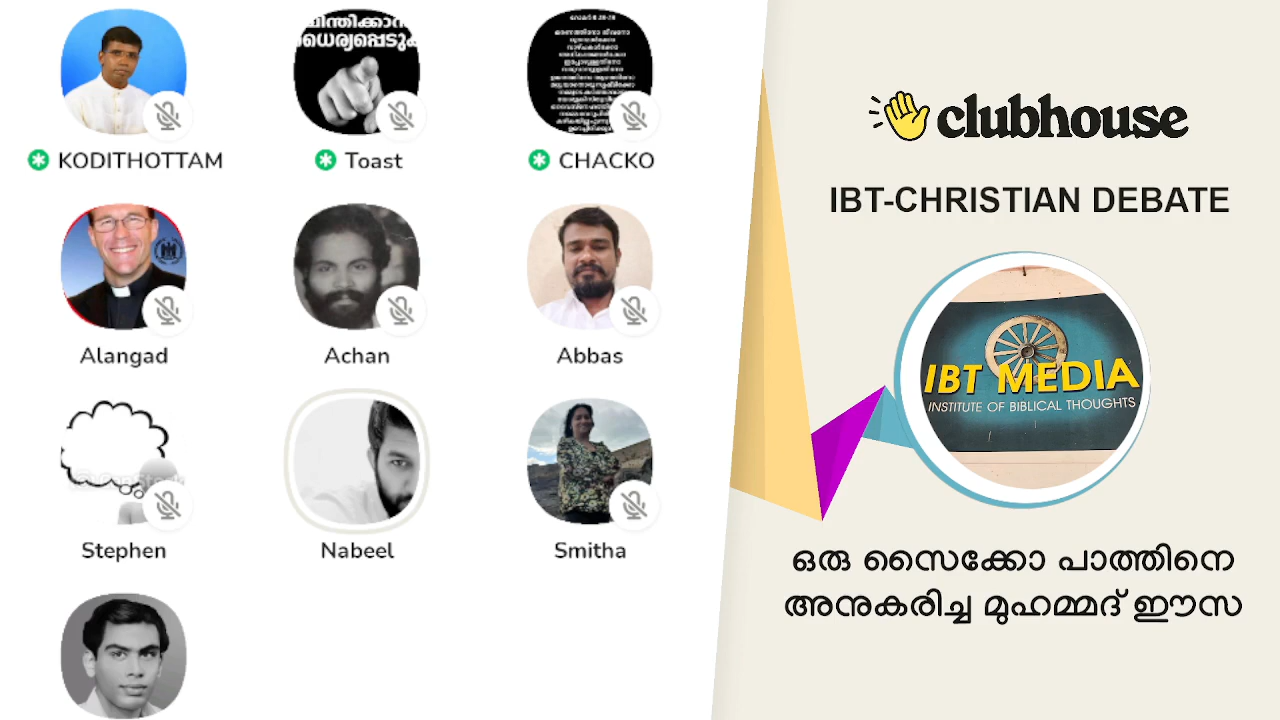 ചിന്തിക്കാൻ
ധൈര്യപ്പെടുക
KODITHOTTAM
Toast
CHACKO
Alangad
Achan
Abbas
Stephen
Nabeel
Smitha
clubhouse
IBT-CHRISTIAN DEBATE
IBT MEDIA
INSTITUTE OF BIBLICAL THOUGHTS
ഒരു സൈക്കോ പാത്തിനെ
അനുകരിച്ച മുഹമ്മദ് ഈസ